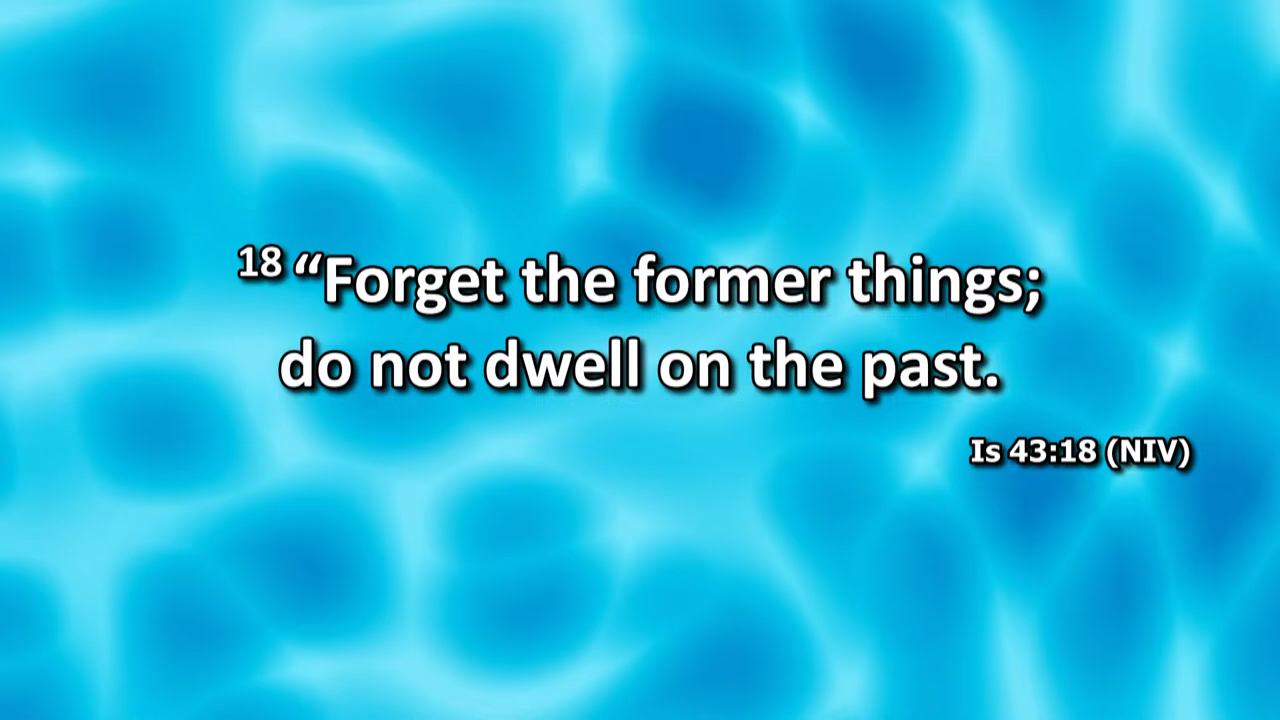 18 “Forget the former things;
do not dwell on the past.
Is 43:18 (NIV)